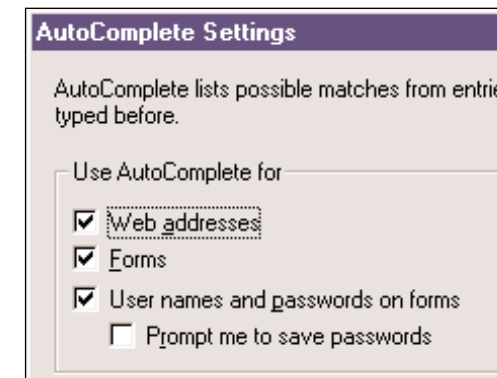 AutoComplete Settings
AutoComplete lists possible matches from entrie
typed before.
Use AutoComplete for
Web addresses
Forms
User names and passwords on forms
Prompt me to save passwords